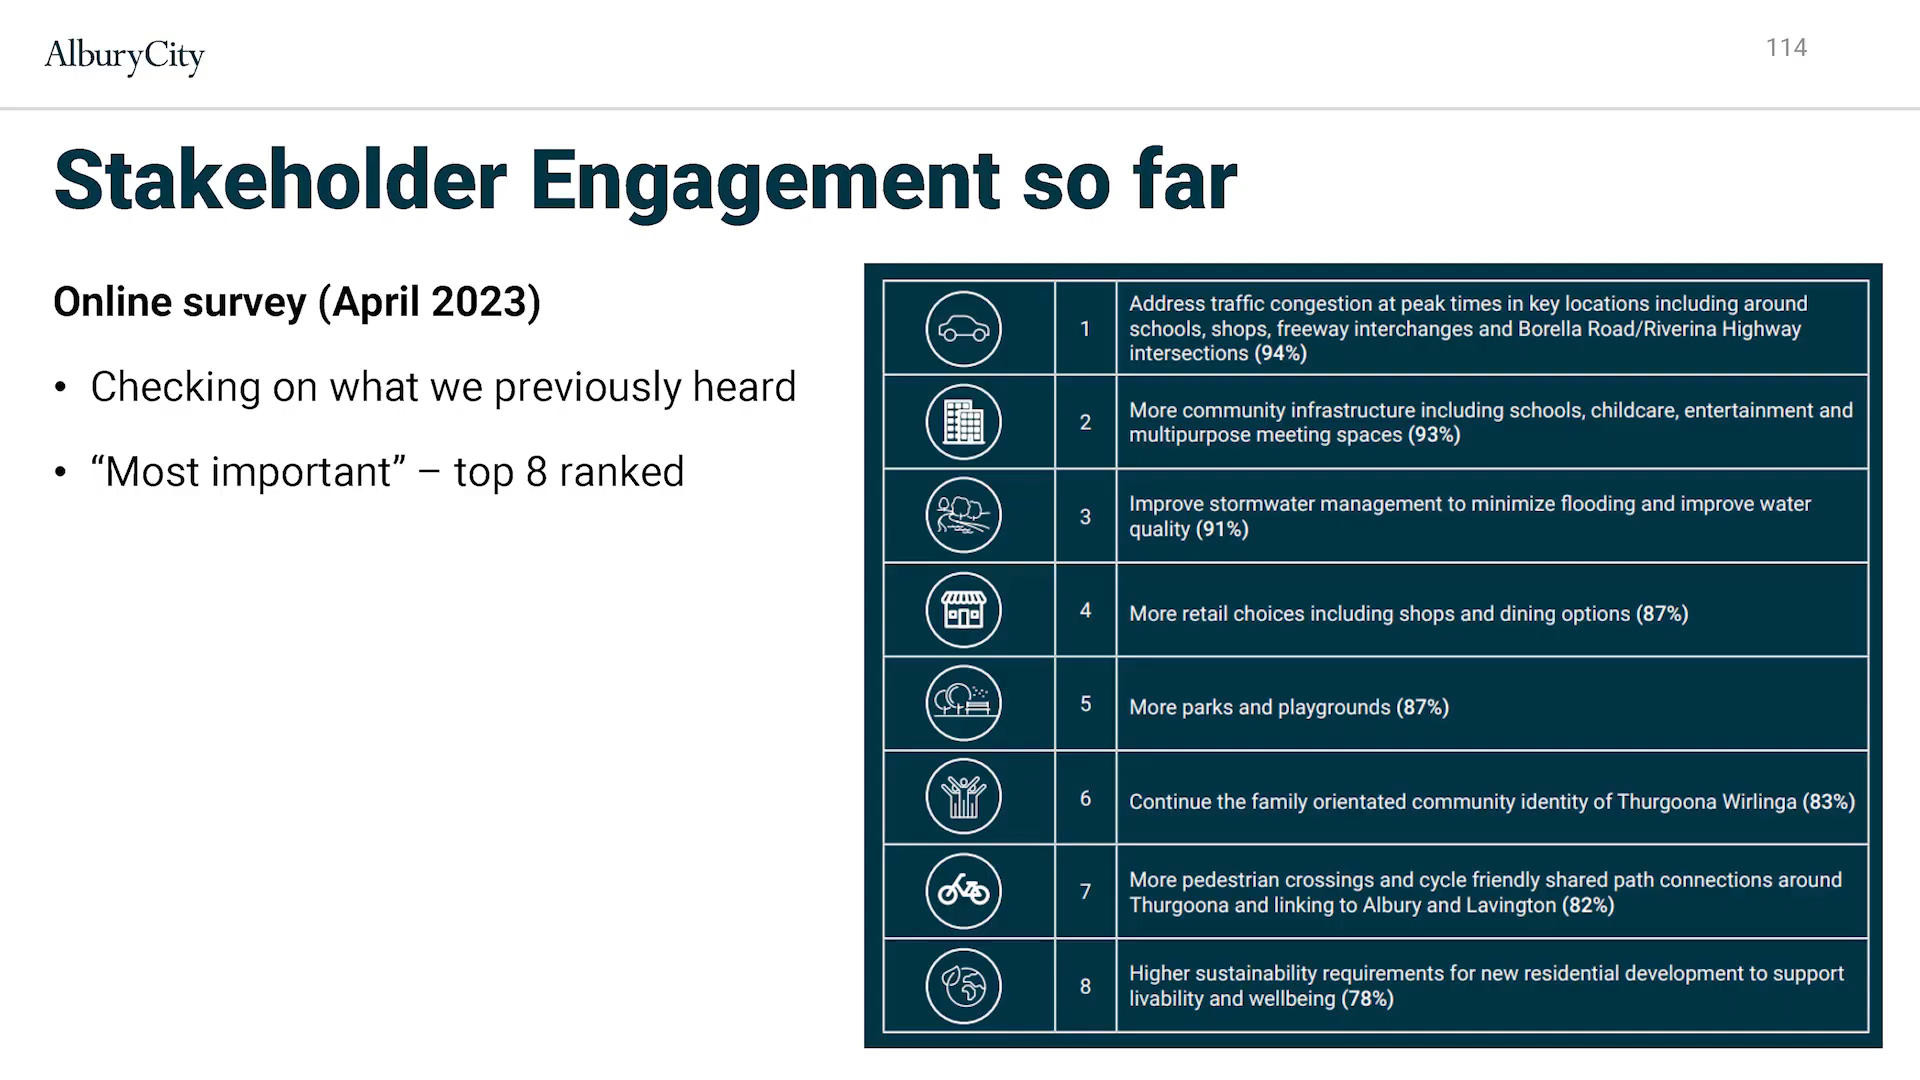 AlburyCity
114
Stakeholder Engagement so far
Online survey (April 2023)
• Checking on what we previously heard
• “Most important” – top 8 ranked
1
Address traffic congestion at peak times in key locations including around
schools, shops, freeway interchanges and Borella Road/Riverina Highway
intersections (94%)
2
More community infrastructure including schools, childcare, entertainment and
multipurpose meeting spaces (93%)
3
Improve stormwater management to minimize flooding and improve water
quality (91%)
4
More retail choices including shops and dining options (87%)
5
More parks and playgrounds (87%)
6
Continue the family orientated community identity of Thurgoona Wirlinga (83%)
7
More pedestrian crossings and cycle friendly shared path connections around
Thurgoona and linking to Albury and Lavington (82%)
8
Higher sustainability requirements for new residential development to support
livability and wellbeing (78%)